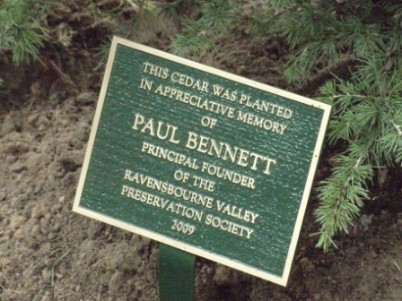 THIS CEDAR WAS PLANTED
IN APPRECIATIVE MEMORY
OF
PAUL BENNETT
PRINCIPAL FOUNDER
OF THE
RAVENSBOURNE VALLEY
PRESERVATION SOCIETY
2009